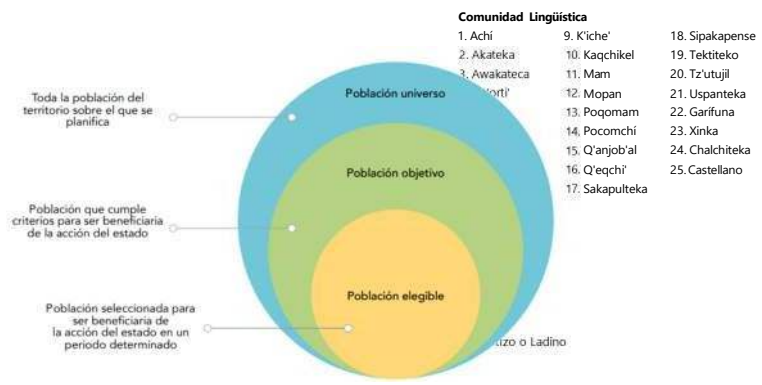 Comunidad Lingüística
1. Achí
2. Akateka
3. Awakateca
9. K'iche'
10. Kaqchikel
11. Mam
12. Mopan
13. Poqomam
14. Pocomchí
15. Q'anjob'al
16. Q'eqchi'
17. Sakapulteka
18. Sipakapense
19. Tektiteko
20. Tz'utujil
21. Uspanteka
22. Garífuna
23. Xinka
24. Chalchiteka
25. Castellano
Toda la población del
territorio sobre el que se
planifica
Población universo
Población objetivo
Población que cumple
criterios para ser beneficiaria
de la acción del estado
Población elegible
Población seleccionada para
ser beneficiaria de
la acción del estado en un
periodo determinado
o Ladino